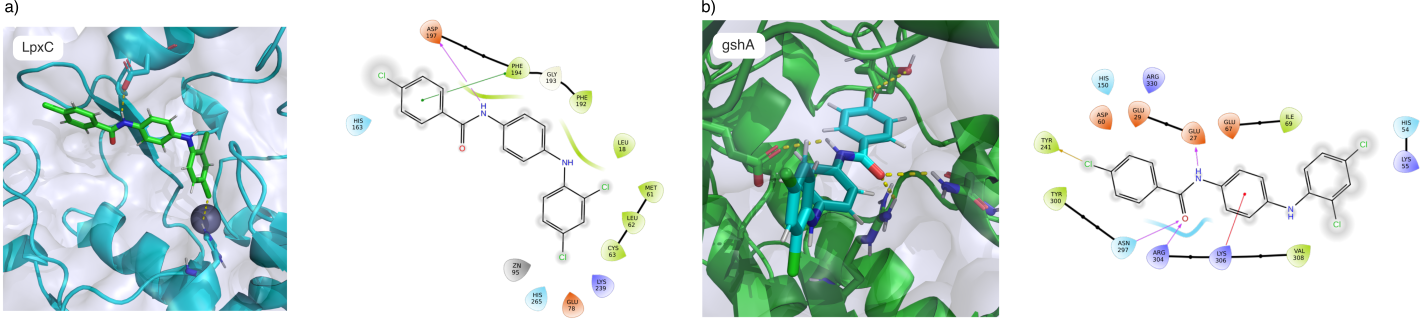 a)
LpxC
ASP
197
PHE
194
GLY
193
PHE
192
HIS
163
LEU
18
MET
61
LEU
62
CYS
63
ZN
95
HIS
265
GLU
78
LYS
239
Cl
O
H
N
NH
Cl
Cl
b)
gshA
HIS
150
ARG
330
ASP
60
GLU
29
GLU
27
GLU
67
ILE
69
HIS
54
LYS
55
TYR
241
TYR
300
ASN
297
ARG
304
LYS
306
VAL
308
Cl
H
N
O
N
H
Cl
Cl